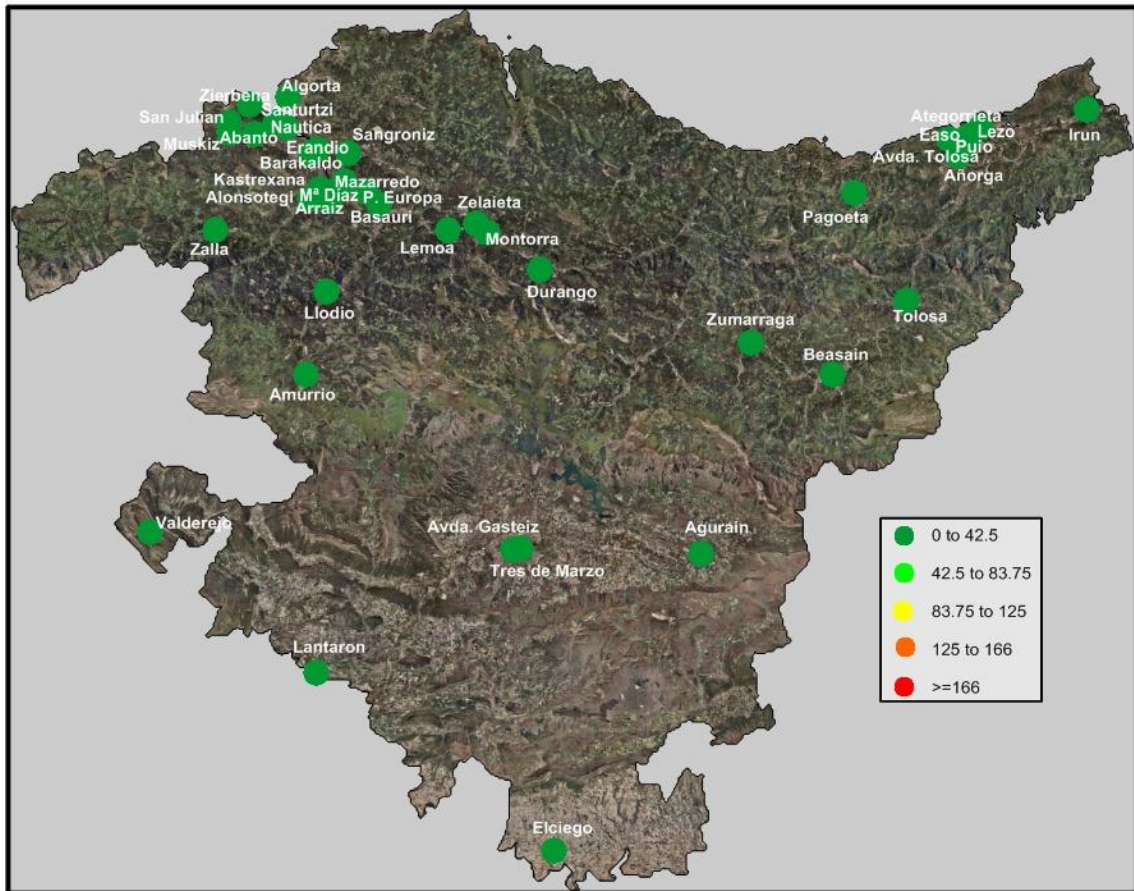 Algorta
Zierbena
Santurtzi
San Julian
Nautica
Abanto
Muskiz
Sangroniz
Erandio
Barakaldo
Kastrexana
Mazarredo
Alonsotegi
Mª Diaz
P. Europa
Arraiz
Basauri
Zelaieta
Lemoa
Montorra
Zalla
Durango
Llodio
Amurrio
Ategorrieta
Easo
Lezo
Puio
Avda. Tolosa
Añorga
Irun
Pagoeta
Tolosa
Zumarraga
Beasain
Valderejo
Avda. Gasteiz
Tres de Marzo
Agurain
Lantaron
Elciego
0 to 42.5
42.5 to 83.75
83.75 to 125
125 to 166
>=166